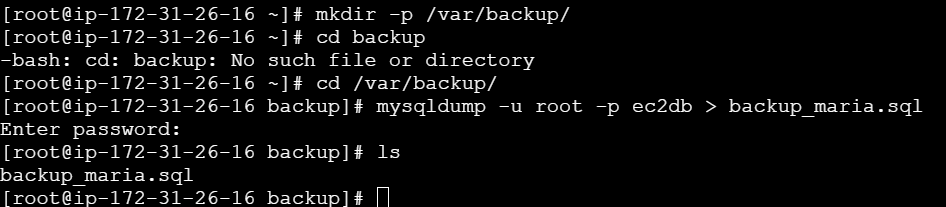 [root@ip-172-31-26-16 ~]# mkdir -p /var/backup/
[root@ip-172-31-26-16 ~]# cd backup
-bash: cd: backup: No such file or directory
[root@ip-172-31-26-16 ~]# cd /var/backup/
[root@ip-172-31-26-16 backup]# mysqldump -u root -p ec2db > backup_maria.sql
Enter password:
[root@ip-172-31-26-16 backup]# ls
backup_maria.sql
[root@ip-172-31-26-16 backup]#